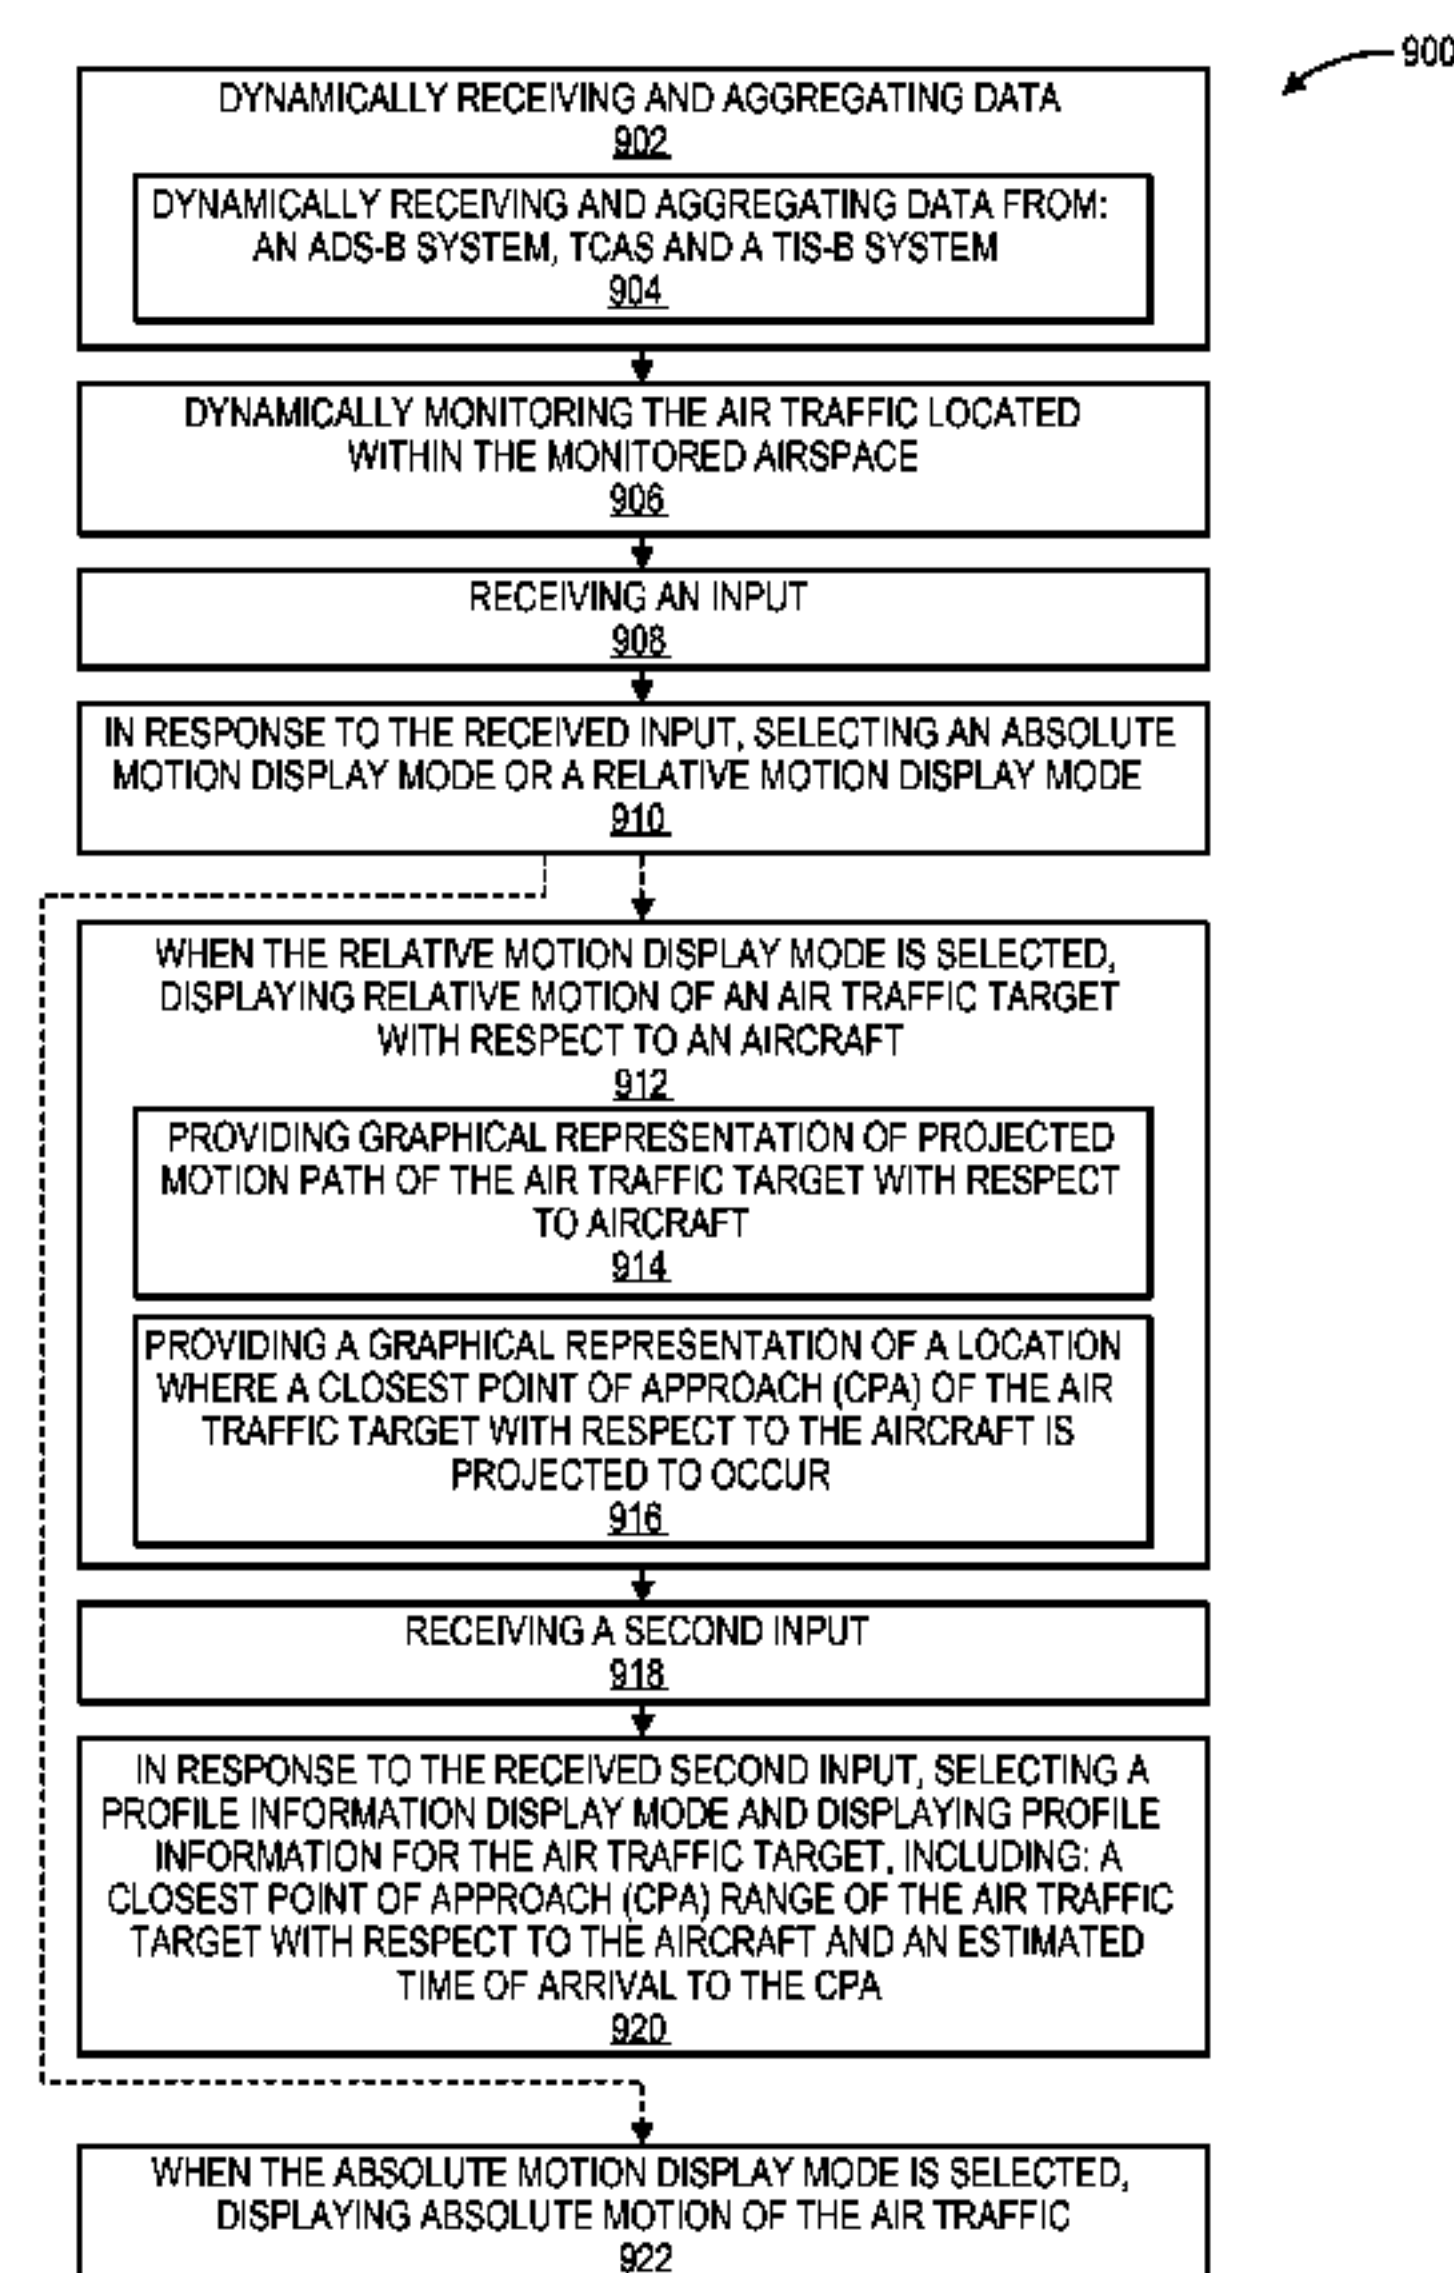 900
DYNAMICALLY RECEIVING AND AGGREGATING DATA
902
DYNAMICALLY RECEIVING AND AGGREGATING DATA FROM:
AN ADS-B SYSTEM, TCAS AND A TIS-B SYSTEM
904
DYNAMICALLY MONITORING THE AIR TRAFFIC LOCATED
WITHIN THE MONITORED AIRSPACE
906
RECEIVING AN INPUT
908
IN RESPONSE TO THE RECEIVED INPUT, SELECTING AN ABSOLUTE
MOTION DISPLAY MODE OR A RELATIVE MOTION DISPLAY MODE
910
WHEN THE RELATIVE MOTION DISPLAY MODE IS SELECTED,
DISPLAYING RELATIVE MOTION OF AN AIR TRAFFIC TARGET
WITH RESPECT TO AN AIRCRAFT
912
PROVIDING GRAPHICAL REPRESENTATION OF PROJECTED
MOTION PATH OF THE AIR TRAFFIC TARGET WITH RESPECT
TO AIRCRAFT
914
PROVIDING A GRAPHICAL REPRESENTATION OF A LOCATION
WHERE A CLOSEST POINT OF APPROACH (CPA) OF THE AIR
TRAFFIC TARGET WITH RESPECT TO THE AIRCRAFT IS
PROJECTED TO OCCUR
916
RECEIVING A SECOND INPUT
918
IN RESPONSE TO THE RECEIVED SECOND INPUT, SELECTING A
PROFILE INFORMATION DISPLAY MODE AND DISPLAYING PROFILE
INFORMATION FOR THE AIR TRAFFIC TARGET, INCLUDING: A
CLOSEST POINT OF APPROACH (CPA) RANGE OF THE AIR TRAFFIC
TARGET WITH RESPECT TO THE AIRCRAFT AND AN ESTIMATED
TIME OF ARRIVAL TO THE CPA
920
WHEN THE ABSOLUTE MOTION DISPLAY MODE IS SELECTED,
DISPLAYING ABSOLUTE MOTION OF THE AIR TRAFFIC
922